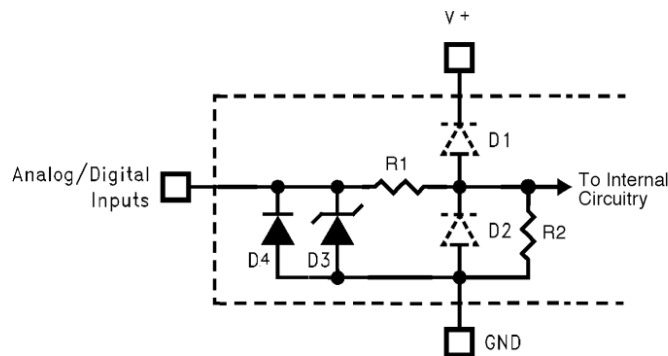 V+
D1
R1
Analog/Digital
Inputs
To Internal
Circuitry
D2
R2
D4
D3
GND